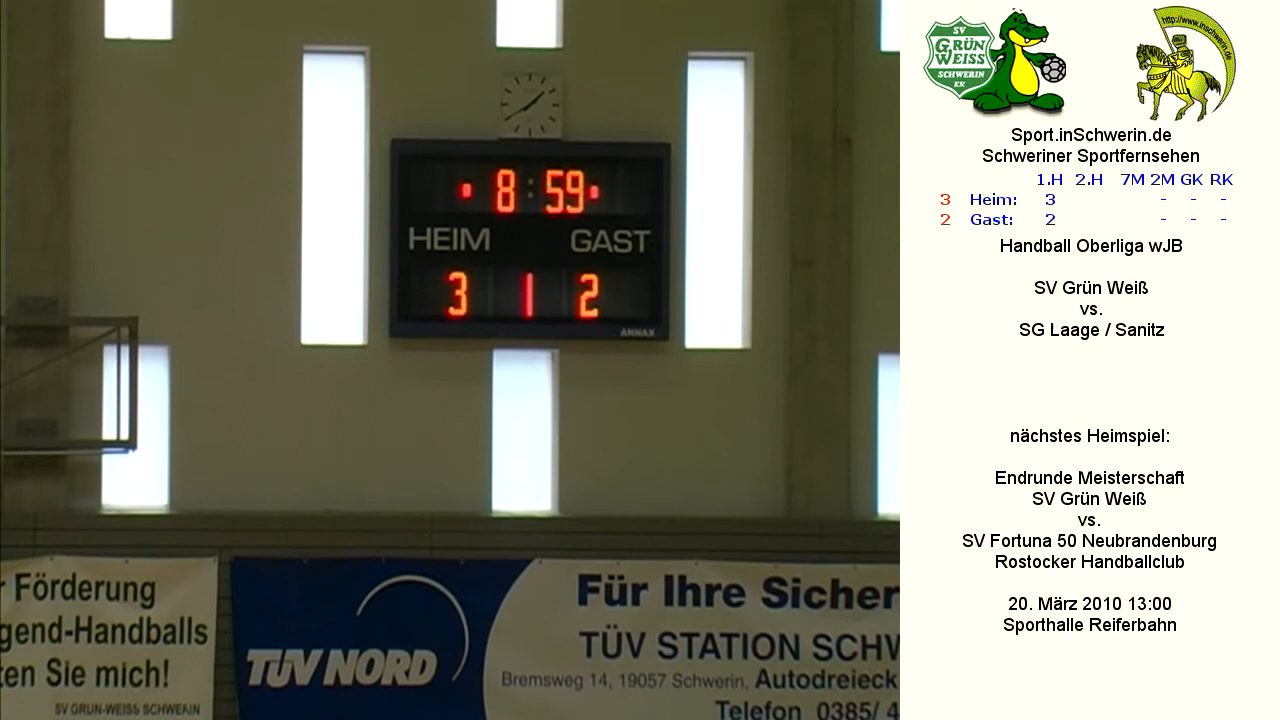 8:59
HEIM GAST
3 1 2
ANNAX
r Förderung
gend-Handballs
ten Sie mich!
SV GRÜN-WEISS SCHWERIN
TÜV NORD
Für Ihre Sicher
TÜV STATION SCHW
Bremsweg 14, 19057 Schwerin, Autodreieck
Telefon 0385/ 4
SV
GRÜN
WEISS
SCHWERIN
E.V.
http://www.inschwerin.de
Sport.inSchwerin.de
Schweriner Sportfernsehen
1.H 2.H 7M 2M GK RK
3 Heim: 3 - - -
2 Gast: 2 - - -
Handball Oberliga wJB
SV Grün Weiß
vs.
SG Laage / Sanitz
nächstes Heimspiel:
Endrunde Meisterschaft
SV Grün Weiß
vs.
SV Fortuna 50 Neubrandenburg
Rostocker Handballclub
20. März 2010 13:00
Sporthalle Reiferbahn